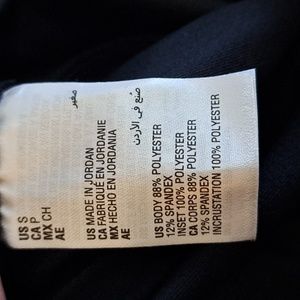 US S
CA P
MX CH
AE صغير
US MADE IN JORDAN
CA FABRIQUÉ EN JORDANIE
MX HECHO EN JORDANIA
AE صُنع في الأردن
US BODY 88% POLYESTER
12% SPANDEX
INSET 100% POLYESTER
CA CORPS 88% POLYESTER
12% SPANDEX
INCRUSTATION 100% POLYESTER